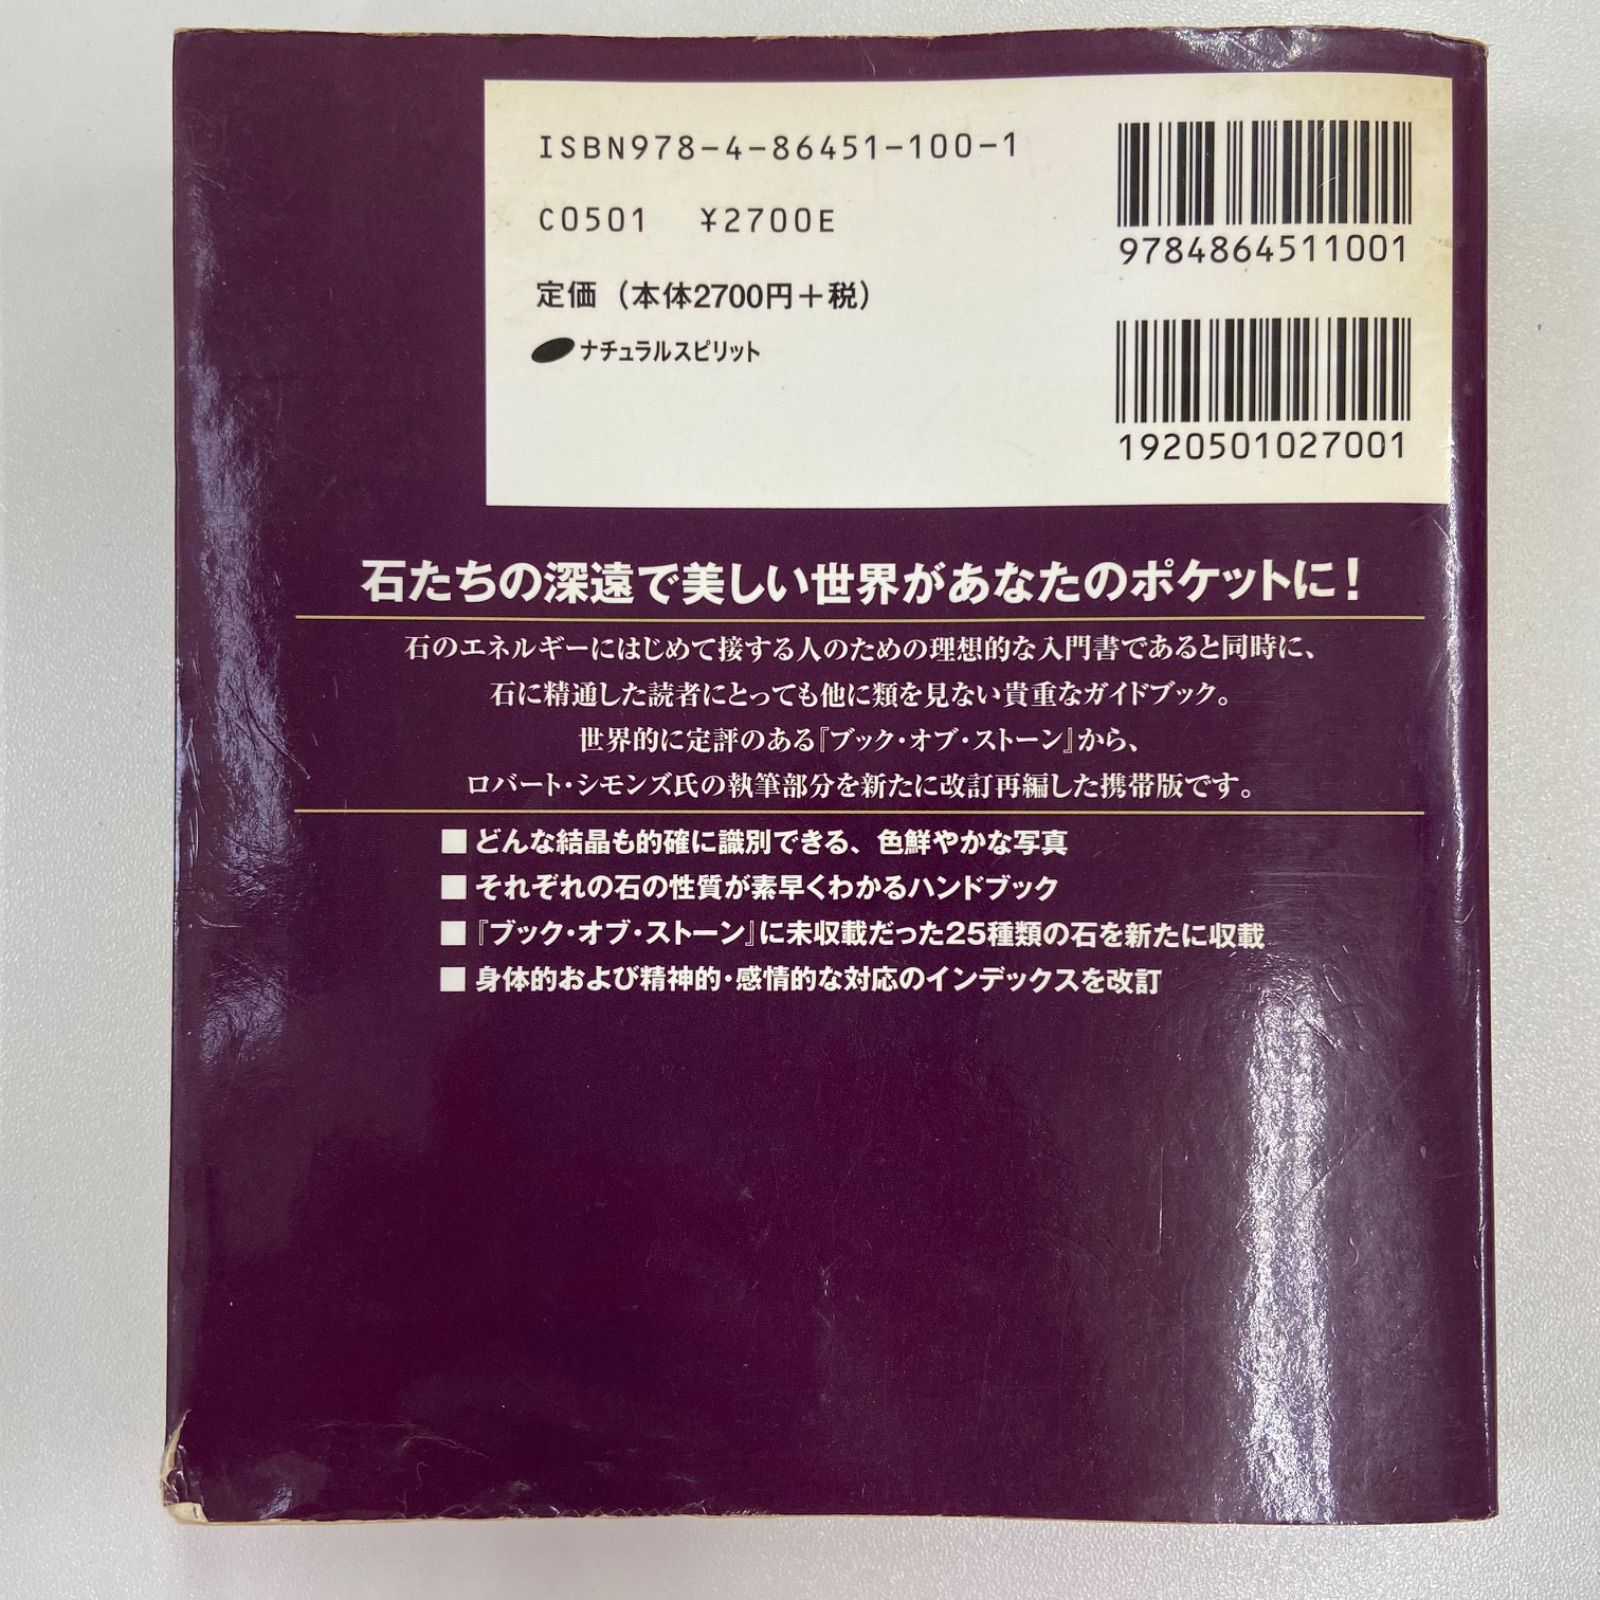 ISBN978-4-86451-100-1
C0501 ¥2700E
定価（本体2700円＋税）
ナチュラルスピリット
9784864511001
1920501027001
石たちの深遠で美しい世界があなたのポケットに！
石のエネルギーにはじめて接する人のための理想的な入門書であると同時に、
石に精通した読者にとっても他に類を見ない貴重なガイドブック。
世界的に定評のある『ブック・オブ・ストーン』から、
ロバート・シモンズ氏の執筆部分を新たに改訂再編した携帯版です。
■ どんな結晶も的確に識別できる、色鮮やかな写真
■ それぞれの石の性質が素早くわかるハンドブック
■ 『ブック・オブ・ストーン』に未収載だった25種類の石を新たに収載
■ 身体的および精神的・感情的な対応のインデックスを改訂